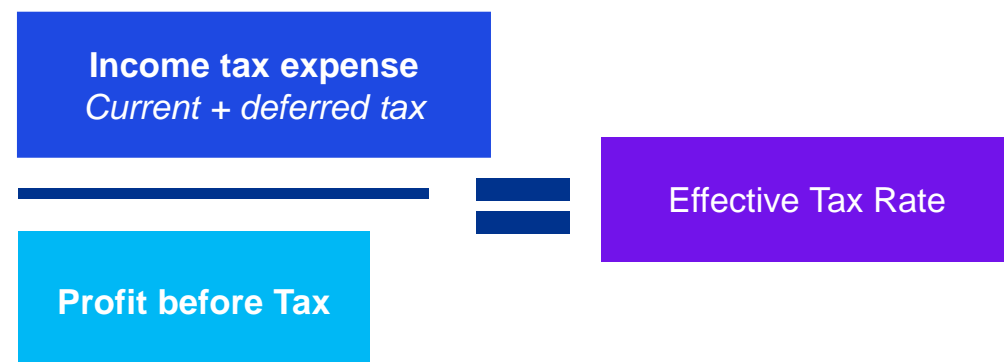 Income tax expense
Current + deferred tax
Effective Tax Rate
Profit before Tax